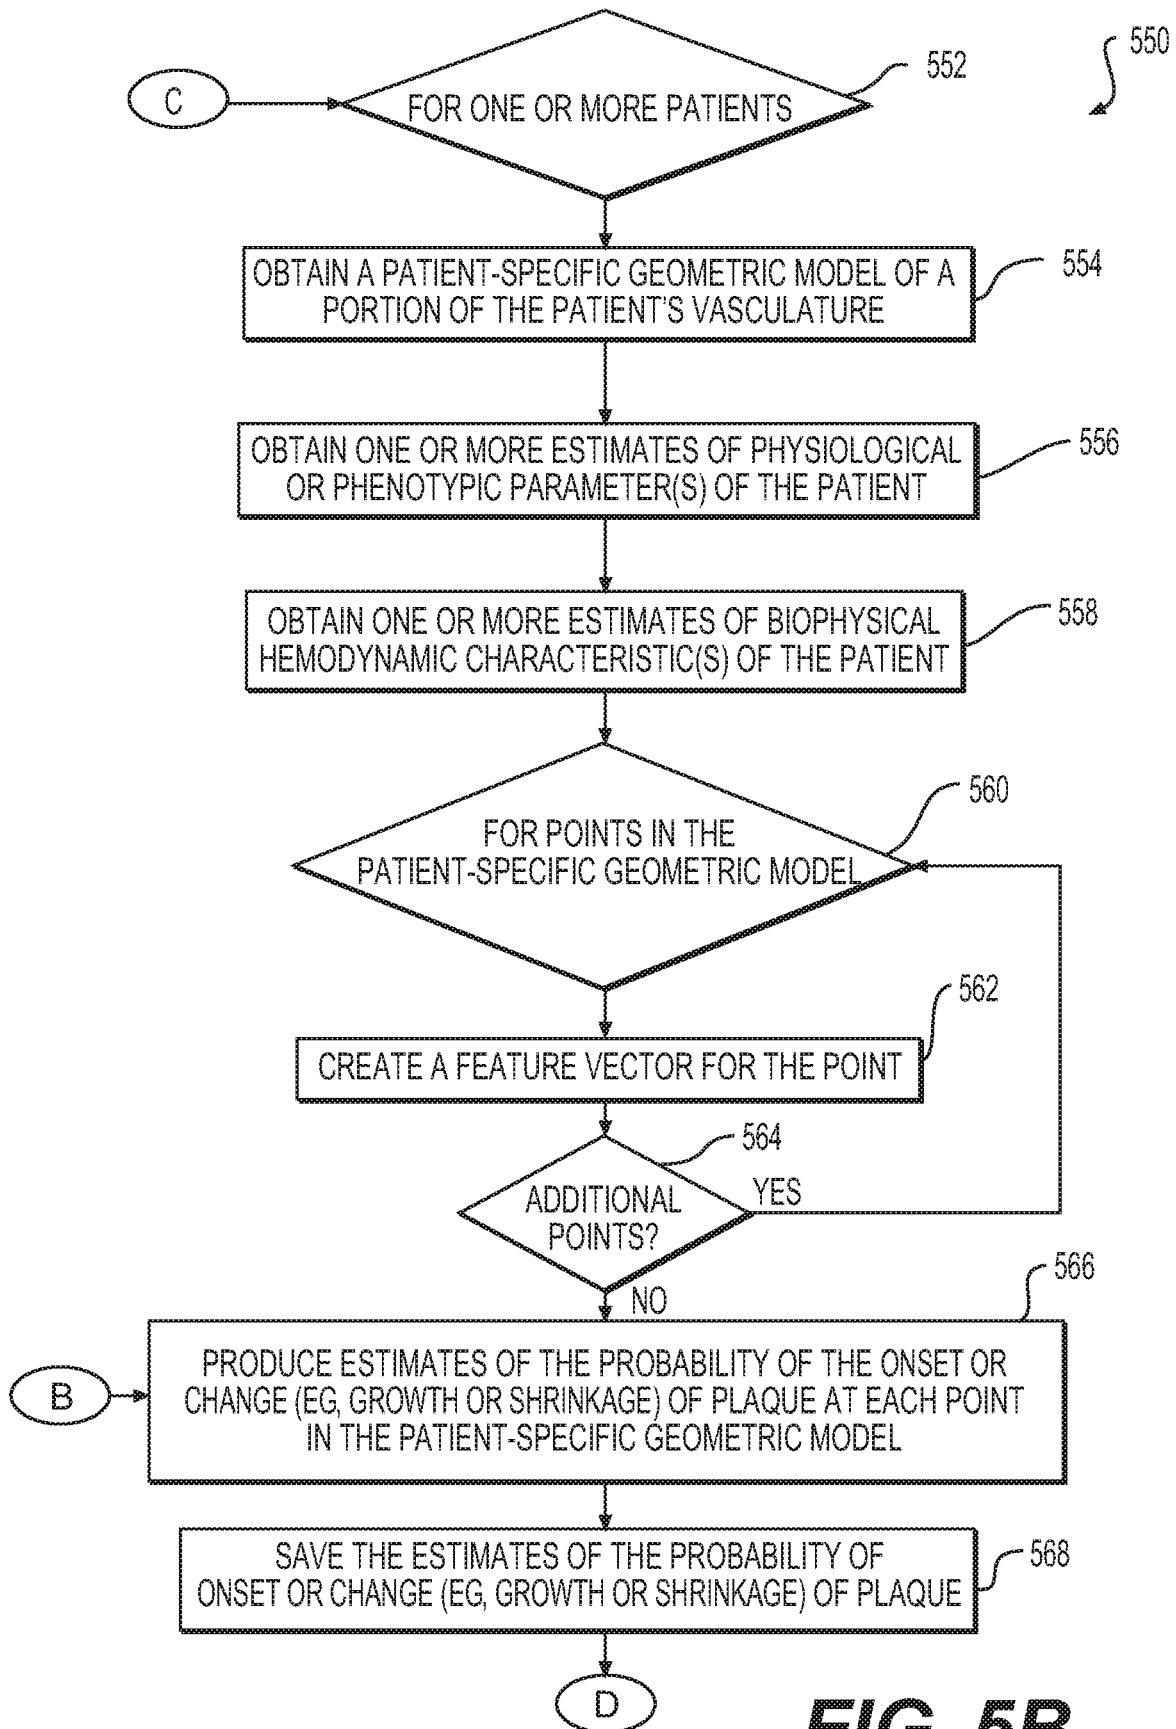 550
552
C
FOR ONE OR MORE PATIENTS
554
OBTAIN A PATIENT-SPECIFIC GEOMETRIC MODEL OF A
PORTION OF THE PATIENT'S VASCULATURE
556
OBTAIN ONE OR MORE ESTIMATES OF PHYSIOLOGICAL
OR PHENOTYPIC PARAMETER(S) OF THE PATIENT
558
OBTAIN ONE OR MORE ESTIMATES OF BIOPHYSICAL
HEMODYNAMIC CHARACTERISTIC(S) OF THE PATIENT
560
FOR POINTS IN THE
PATIENT-SPECIFIC GEOMETRIC MODEL
562
CREATE A FEATURE VECTOR FOR THE POINT
564
YES
ADDITIONAL
POINTS?
NO
566
PRODUCE ESTIMATES OF THE PROBABILITY OF THE ONSET OR
CHANGE (EG, GROWTH OR SHRINKAGE) OF PLAQUE AT EACH POINT
IN THE PATIENT-SPECIFIC GEOMETRIC MODEL
B
568
SAVE THE ESTIMATES OF THE PROBABILITY OF
ONSET OR CHANGE (EG, GROWTH OR SHRINKAGE) OF PLAQUE
D
FIG. 5B